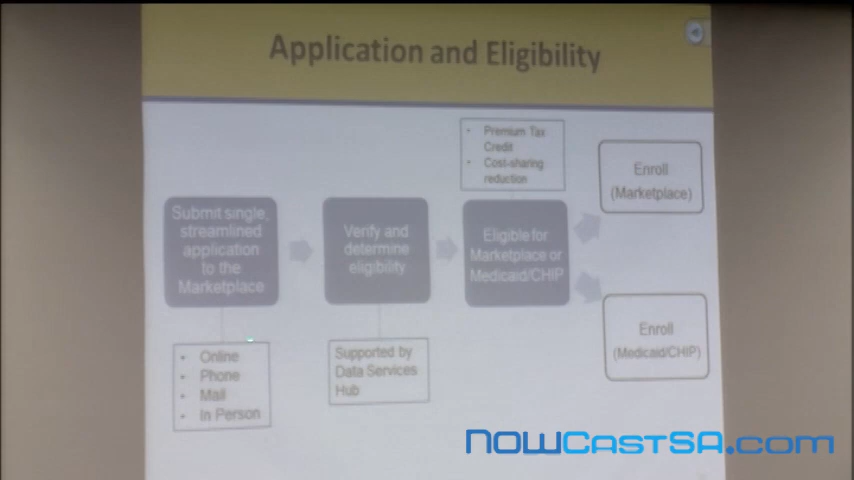 Application and Eligibility
Submit single,
streamlined
application
to the
Marketplace
• Online
• Phone
• Mail
• In Person
Verify and
determine
eligibility
Supported by
Data Services
Hub
• Premium Tax
Credit
• Cost-sharing
reduction
Eligible for
Marketplace or
Medicaid/CHIP
Enroll
(Marketplace)
Enroll
(Medicaid/CHIP)
NOWCASTSA.com